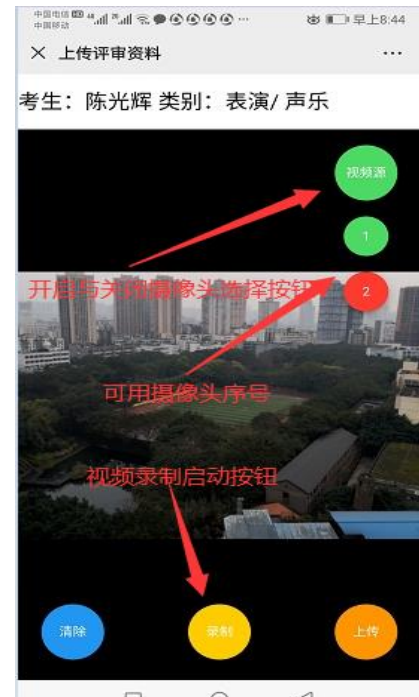 中国电信 HD 4G 2G 早上8:44
中国移动
上传评审资料
考生：陈光辉 类别：表演/ 声乐
视频源
1
开启与关闭摄像头选择按钮
2
可用摄像头序号
视频录制启动按钮
清除
录制
上传